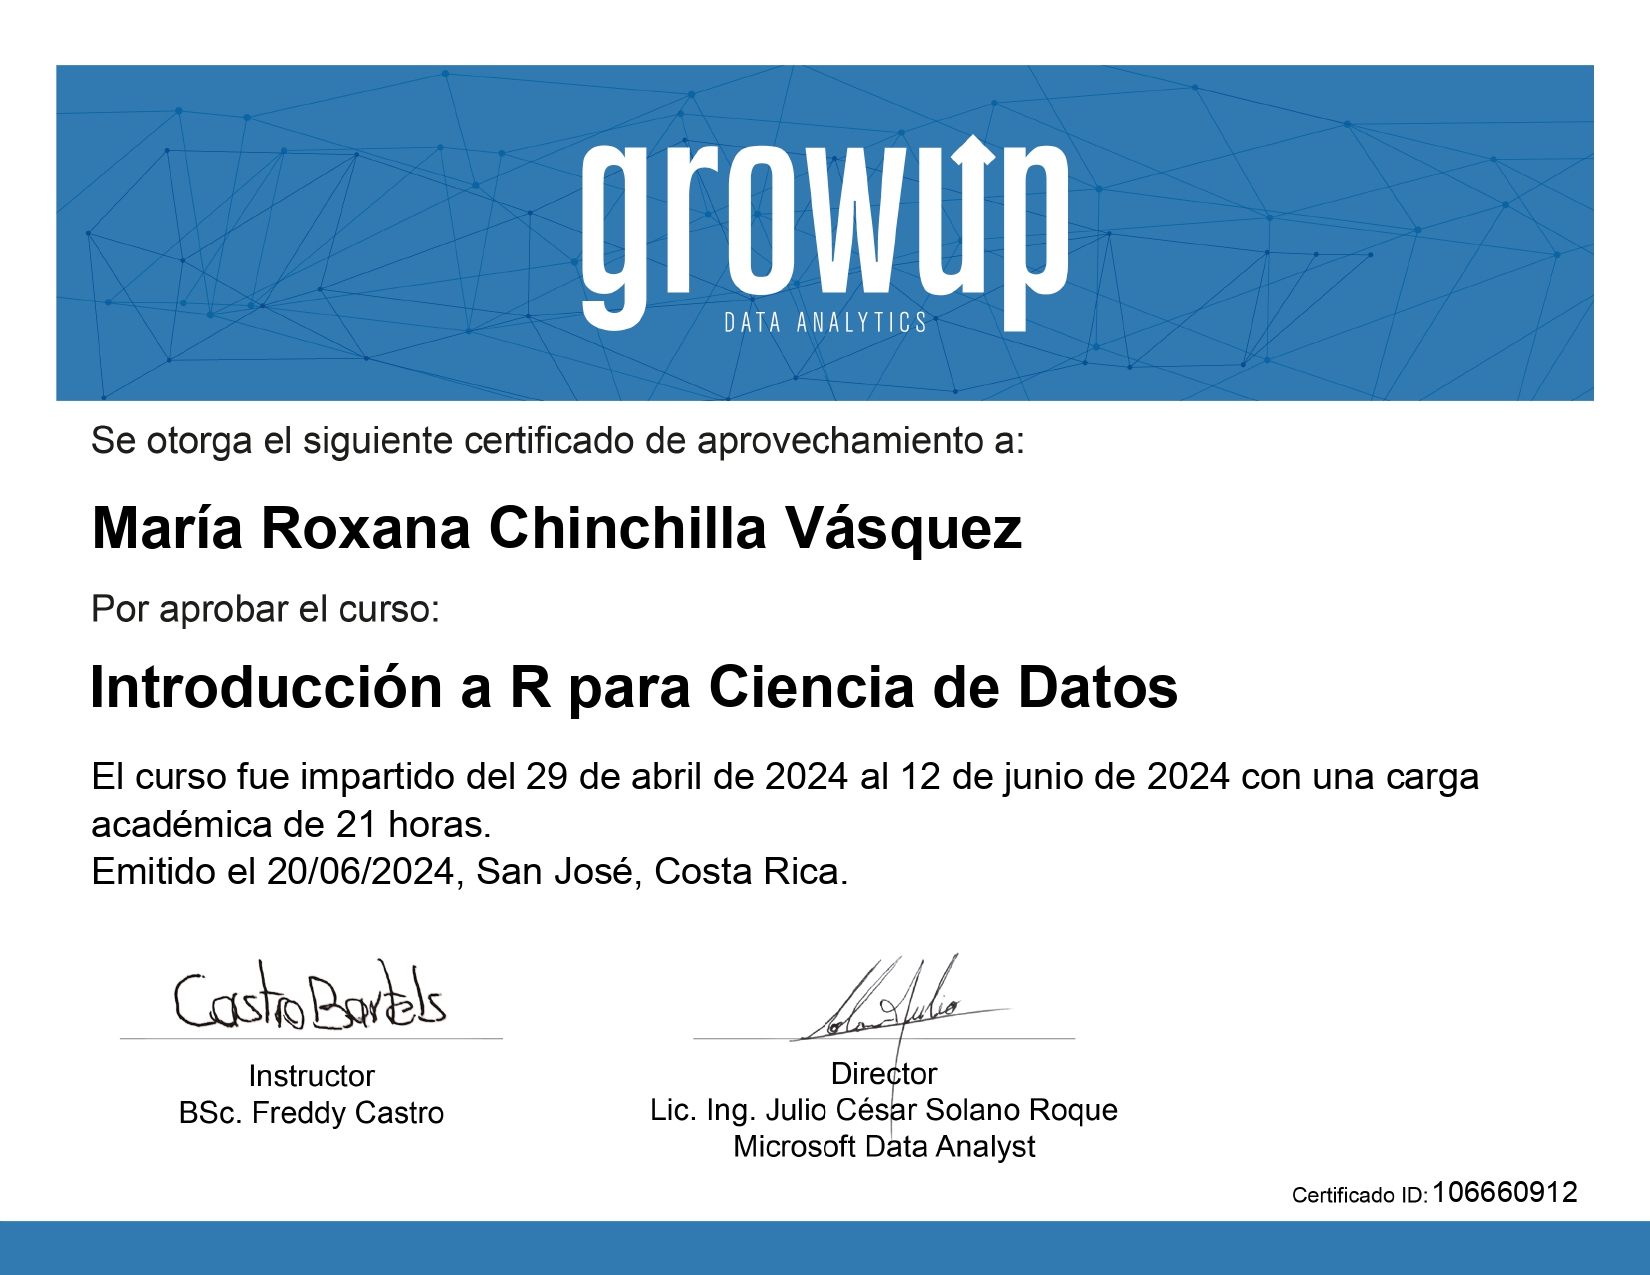 growup
DATA ANALYTICS
Se otorga el siguiente certificado de aprovechamiento a:
María Roxana Chinchilla Vásquez
Por aprobar el curso:
Introducción a R para Ciencia de Datos
El curso fue impartido del 29 de abril de 2024 al 12 de junio de 2024 con una carga
académica de 21 horas.
Emitido el 20/06/2024, San José, Costa Rica.
Castro Bartels
Solano Julio
Instructor
BSc. Freddy Castro
Director
Lic. Ing. Julio César Solano Roque
Microsoft Data Analyst
Certificado ID: 106660912